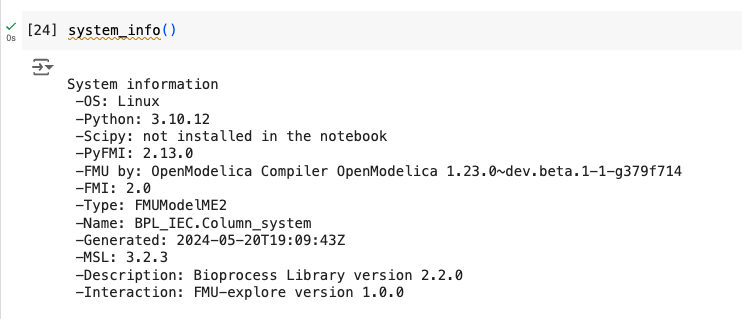 [24] system_info()
0s
System information
-OS: Linux
-Python: 3.10.12
-Scipy: not installed in the notebook
-PyFMI: 2.13.0
-FMU by: OpenModelica Compiler OpenModelica 1.23.0~dev.beta.1-1-g379f714
-FMI: 2.0
-Type: FMUModelME2
-Name: BPL_IEC.Column_system
-Generated: 2024-05-20T19:09:43Z
-MSL: 3.2.3
-Description: Bioprocess Library version 2.2.0
-Interaction: FMU-explore version 1.0.0